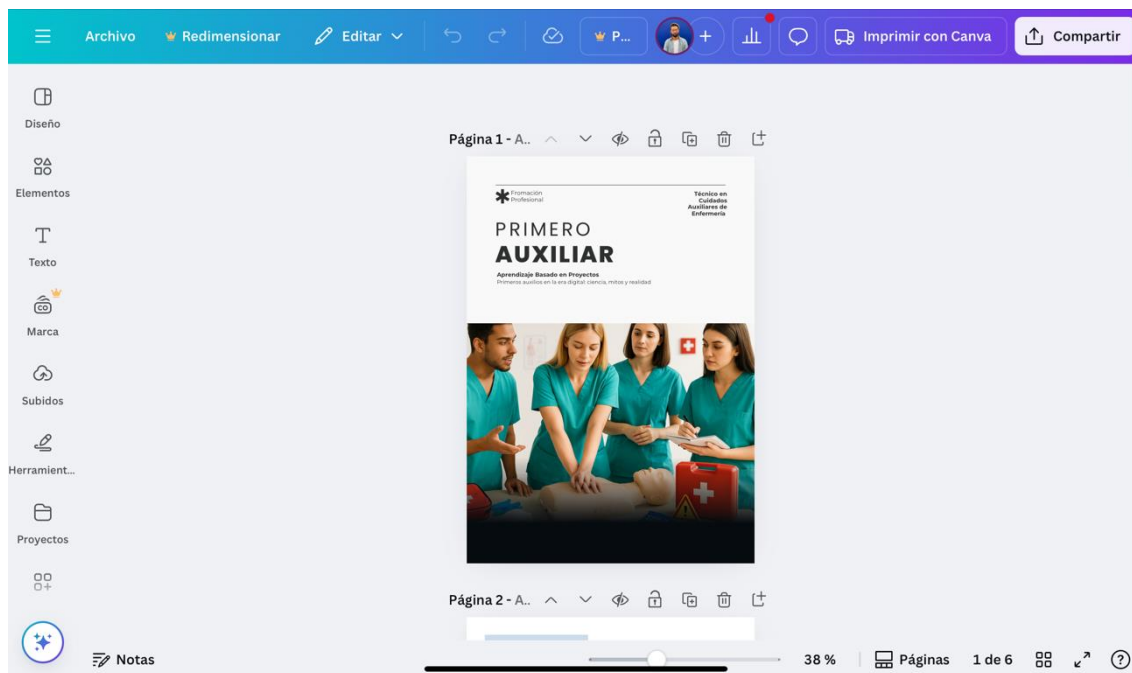 Archivo
Redimensionar
Editar
P...
+
Imprimir con Canva
Compartir
Diseño
Elementos
Texto
CO
Marca
Subidos
Herramient...
Proyectos
Página 1 - A..
Fromación
Profesional
Técnico en
Cuidados
Auxiliares de
Enfermería
PRIMERO
AUXILIAR
Aprendizaje Basado en Proyectos
Primeros auxilios en la era digital: ciencia, mitos y realidad
Página 2 - A..
Notas
38 %
Páginas
1 de 6
?